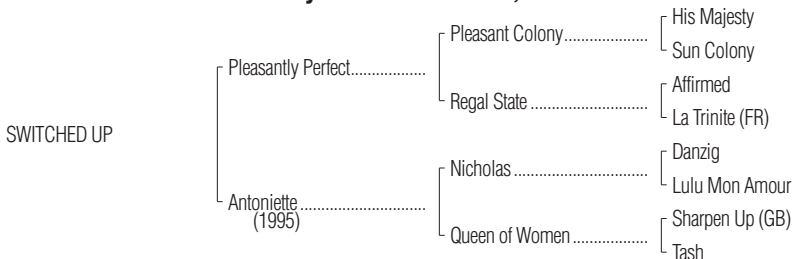 His Majesty
Pleasant Colony..................
Sun Colony
Pleasantly Perfect..................
Affirmed
Regal State .........................
La Trinite (FR)
SWITCHED UP
Danzig
Nicholas .............................
Lulu Mon Amour
Antoniette ............................
(1995)
Sharpen Up (GB)
Queen of Women .................
Tash